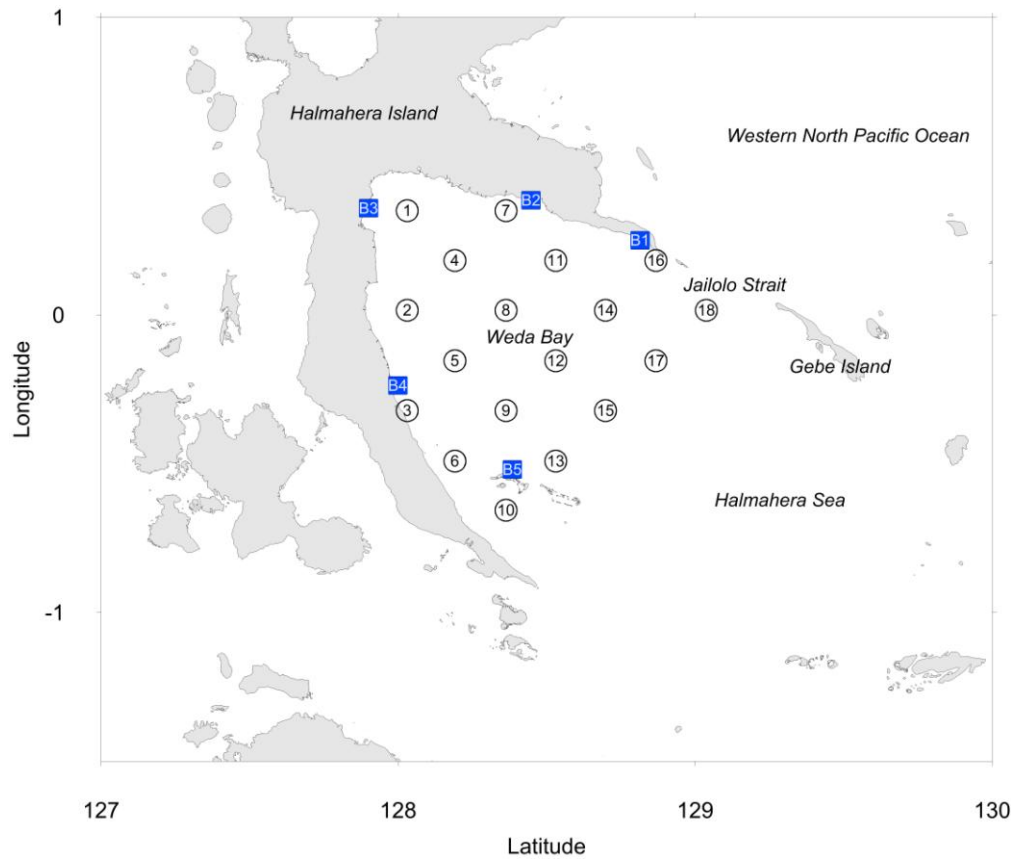 1
Halmahera Island
Western North Pacific Ocean
B3
1
7
B2
B1
4
11
16
Jailolo Strait
0
2
8
14
18
Weda Bay
5
12
17
Gebe Island
B4
3
9
15
6
B5
13
Halmahera Sea
10
-1
127
128
129
130
Longitude
Latitude